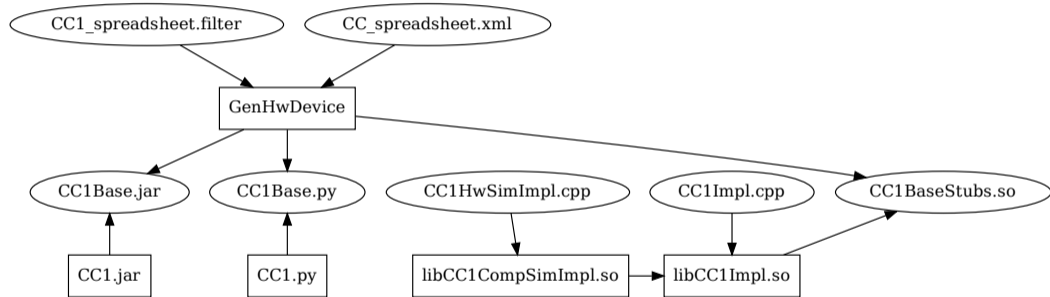 CC1_spreadsheet.filter
CC_spreadsheet.xml
GenHwDevice
CC1Base.jar
CC1Base.py
CC1HwSimImpl.cpp
CC1Impl.cpp
CC1BaseStubs.so
CC1.jar
CC1.py
libCC1CompSimImpl.so
libCC1Impl.so